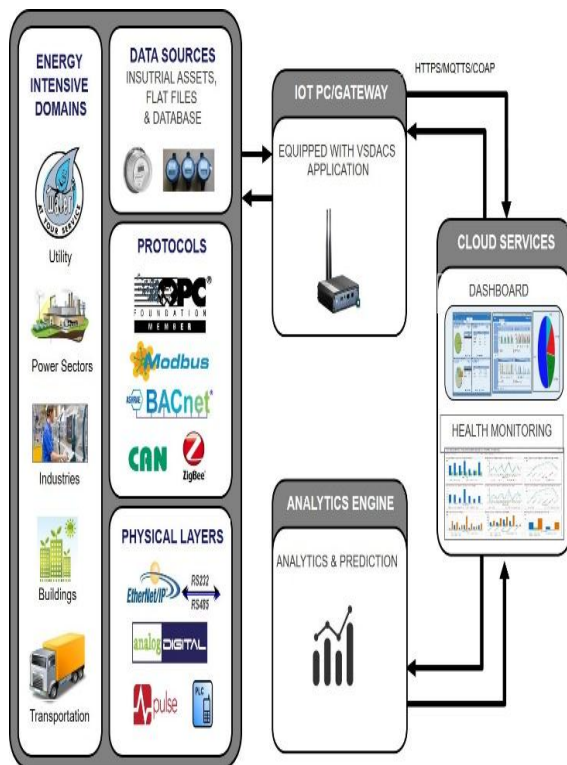 ENERGY
INTENSIVE
DOMAINS
Utility
Power Sectors
Industries
Buildings
Transportation
DATA SOURCES
INSUTRIAL ASSETS,
FLAT FILES
& DATABASE
PROTOCOLS
OPC
FOUNDATION
MEMBER
Modbus
ASHRAE BACnet
CAN
ZigBee
PHYSICAL LAYERS
EtherNet/IP
RS232
RS485
analog DIGITAL
pulse
PLC
IOT PC/GATEWAY
EQUIPPED WITH VSDACS
APPLICATION
HTTPS/MQTTS/COAP
CLOUD SERVICES
DASHBOARD
HEALTH MONITORING
ANALYTICS ENGINE
ANALYTICS & PREDICTION